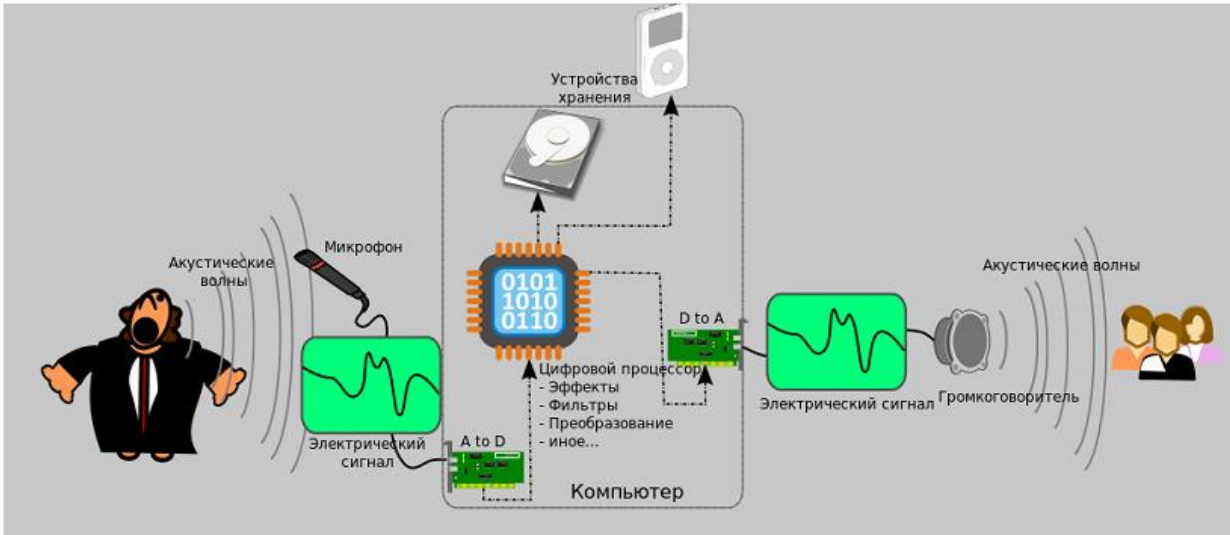 Устройства
хранения
Микрофон
Акустические
волны
0101
1010
0110
Акустические волны
D to A
Цифровой процессор
- Эффекты
- Фильтры
- Преобразование
- иное...
Электрический сигнал
Громкоговоритель
Электрический
сигнал
A to D
Компьютер